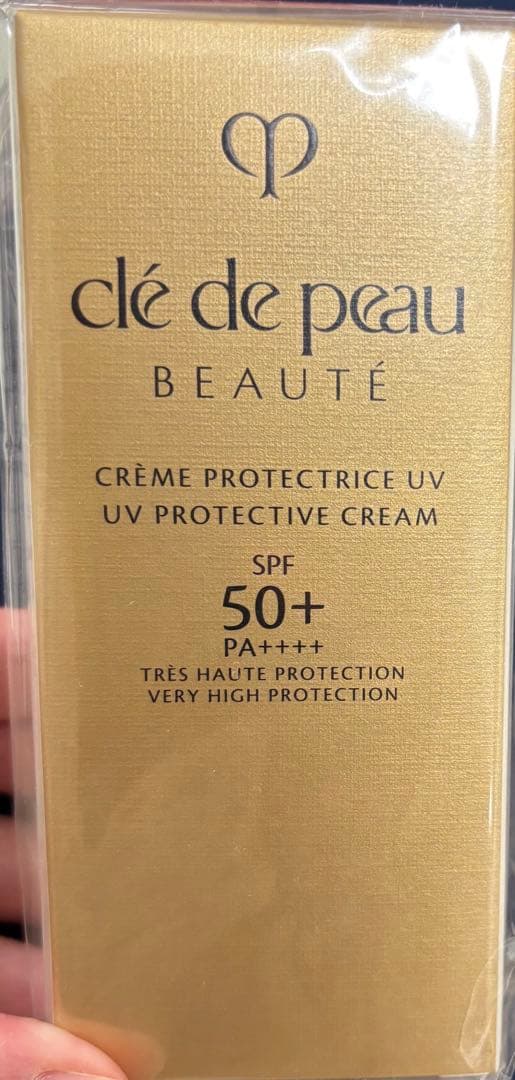 clé de peau
BEAUTÉ
CRÈME PROTECTRICE UV
UV PROTECTIVE CREAM
SPF
50+
PA++++
TRÈS HAUTE PROTECTION
VERY HIGH PROTECTION